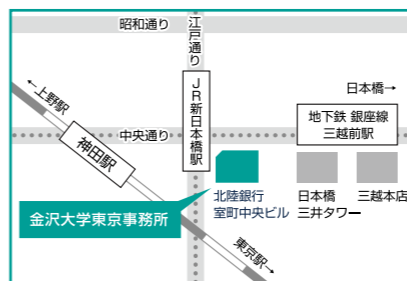 昭和通り
江戸通り
←上野駅
JR新日本橋駅
日本橋→
地下鉄 銀座線
三越前駅
中央通り
神田駅
北陸銀行
室町中央ビル
日本橋
三井タワー
三越本店
金沢大学東京事務所
東京駅→